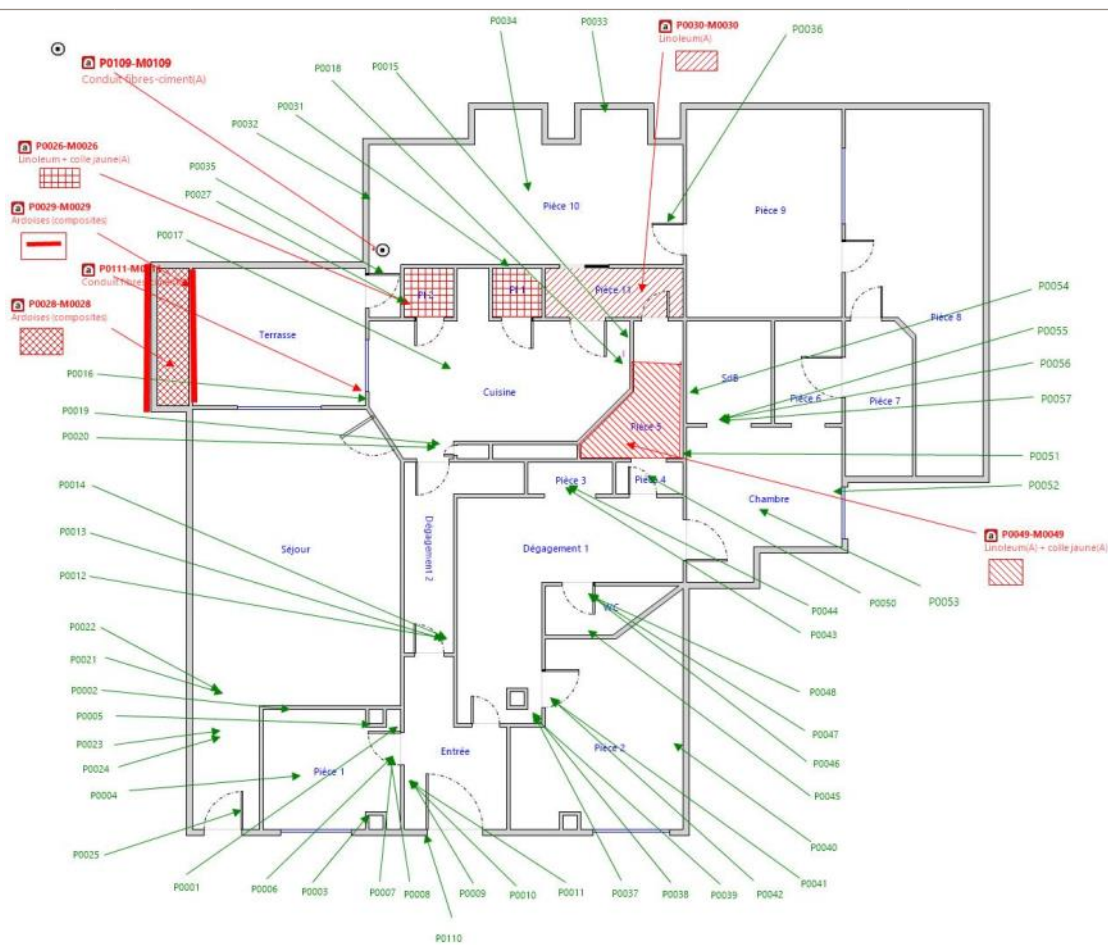 P0034
P0033
a P0030-M0030
Linoleum(A)
P0036
a P0109-M0109
Conduit fibres-ciment(A)
P0018
P0015
P0031
P0032
a P0026-M0026
Linoleum + colle jaune(A)
P0035
P0027
a P0029-M0029
Ardoises (composites)
P0017
Pièce 10
Pièce 9
a P0111-M0111
Conduit fibres-ciment(A)
Pl 2
Pl 1
Pièce 11
P0054
a P0028-M0028
Ardoises (composites)
Terrasse
Pièce 8
P0055
P0056
P0016
Cuisine
SdB
Pièce 6
Pièce 7
P0057
P0019
P0020
Pièce 5
P0051
P0014
Pièce 3
Pièce 4
Chambre
P0052
P0013
Séjour
Dégagement 2
Dégagement 1
a P0049-M0049
Linoleum(A) + colle jaune(A)
P0012
WC
P0044
P0050
P0053
P0043
P0022
P0021
P0002
P0005
P0048
P0023
P0024
Entrée
Pièce 2
P0047
P0046
P0004
Pièce 1
P0045
P0025
P0040
P0001
P0006
P0003
P0007
P0008
P0009
P0010
P0011
P0037
P0038
P0039
P0042
P0041
P0110